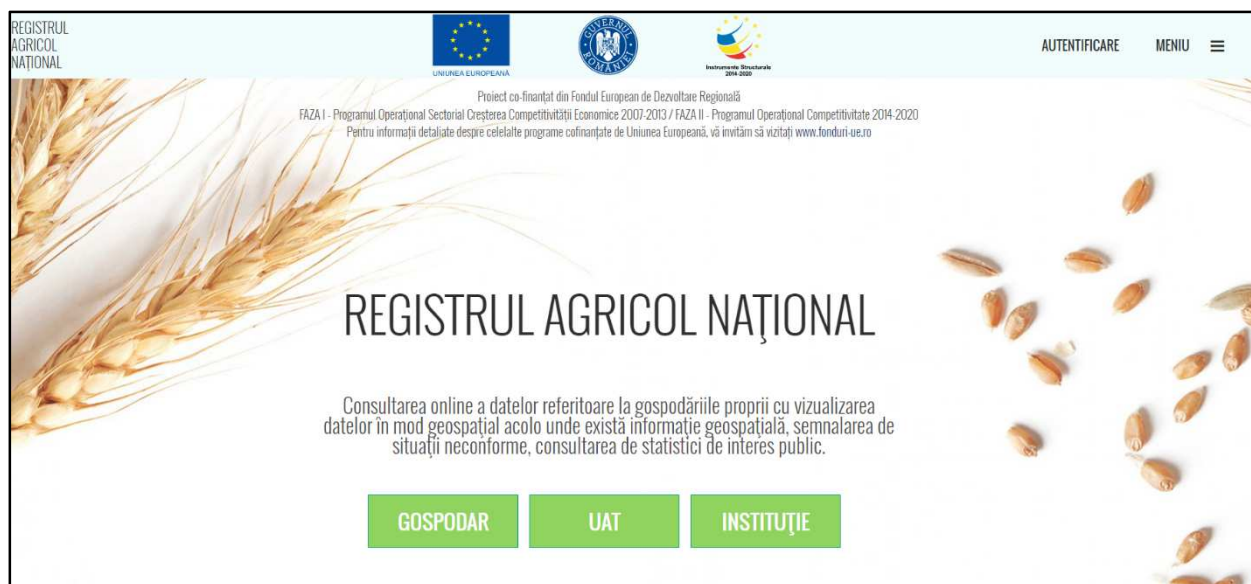 REGISTRUL
AGRICOL
NAȚIONAL
UNIUNEA EUROPEANĂ
GUVERNUL ROMÂNIEI
Instrumente Structurale
2014-2020
AUTENTIFICARE
MENIU
Proiect co-finanțat din Fondul European de Dezvoltare Regională
FAZA I - Programul Operațional Sectorial Creșterea Competitivității Economice 2007-2013 / FAZA II - Programul Operațional Competitivitate 2014-2020
Pentru informații detaliate despre celelalte programe cofinanțate de Uniunea Europeană, vă invităm să vizitați www.fonduri-ue.ro
REGISTRUL AGRICOL NAŢIONAL
Consultarea online a datelor referitoare la gospodăriile proprii cu vizualizarea
datelor în mod geospațial acolo unde există informație geospațială, semnalarea de
situații neconforme, consultarea de statistici de interes public.
GOSPODAR
UAT
INSTITUŢIE